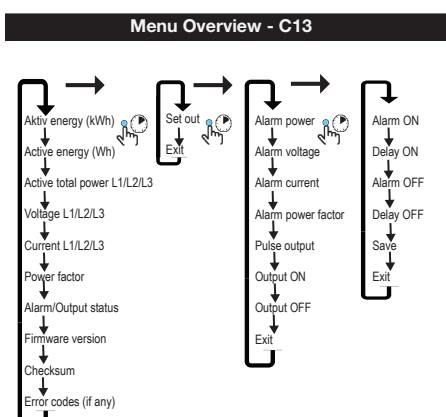 Menu Overview - C13
Aktiv energy (kWh)
Active energy (Wh)
Active total power L1/L2/L3
Voltage L1/L2/L3
Current L1/L2/L3
Power factor
Alarm/Output status
Firmware version
Checksum
Error codes (if any)
Set out
Exit
Alarm power
Alarm voltage
Alarm current
Alarm power factor
Pulse output
Output ON
Output OFF
Exit
Alarm ON
Delay ON
Alarm OFF
Delay OFF
Save
Exit